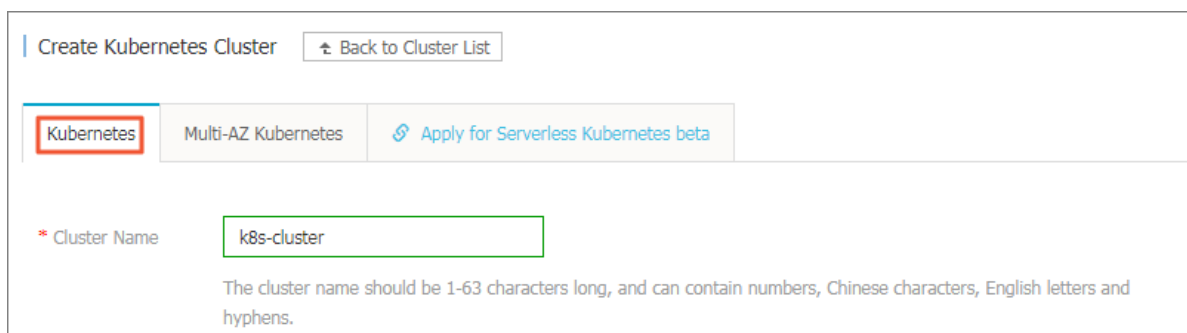 Create Kubernetes Cluster Back to Cluster List
Kubernetes Multi-AZ Kubernetes Apply for Serverless Kubernetes beta
* Cluster Name k8s-cluster
The cluster name should be 1-63 characters long, and can contain numbers, Chinese characters, English letters and
hyphens.